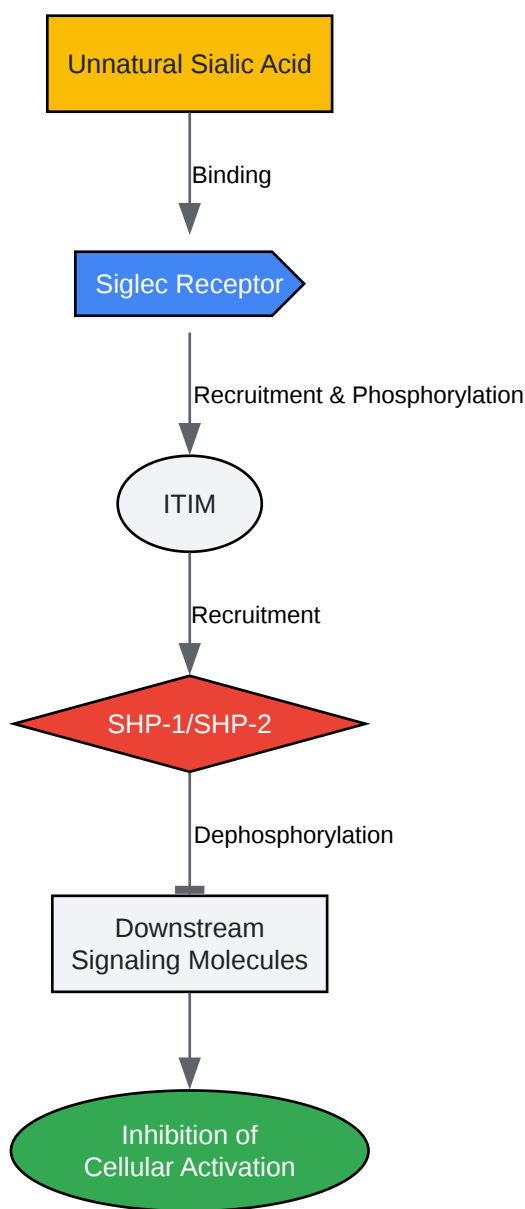 Unnatural Sialic Acid
Binding
Siglec Receptor
Recruitment & Phosphorylation
ITIM
Recruitment
SHP-1/SHP-2
Dephosphorylation
Downstream
Signaling Molecules
Inhibition of
Cellular Activation